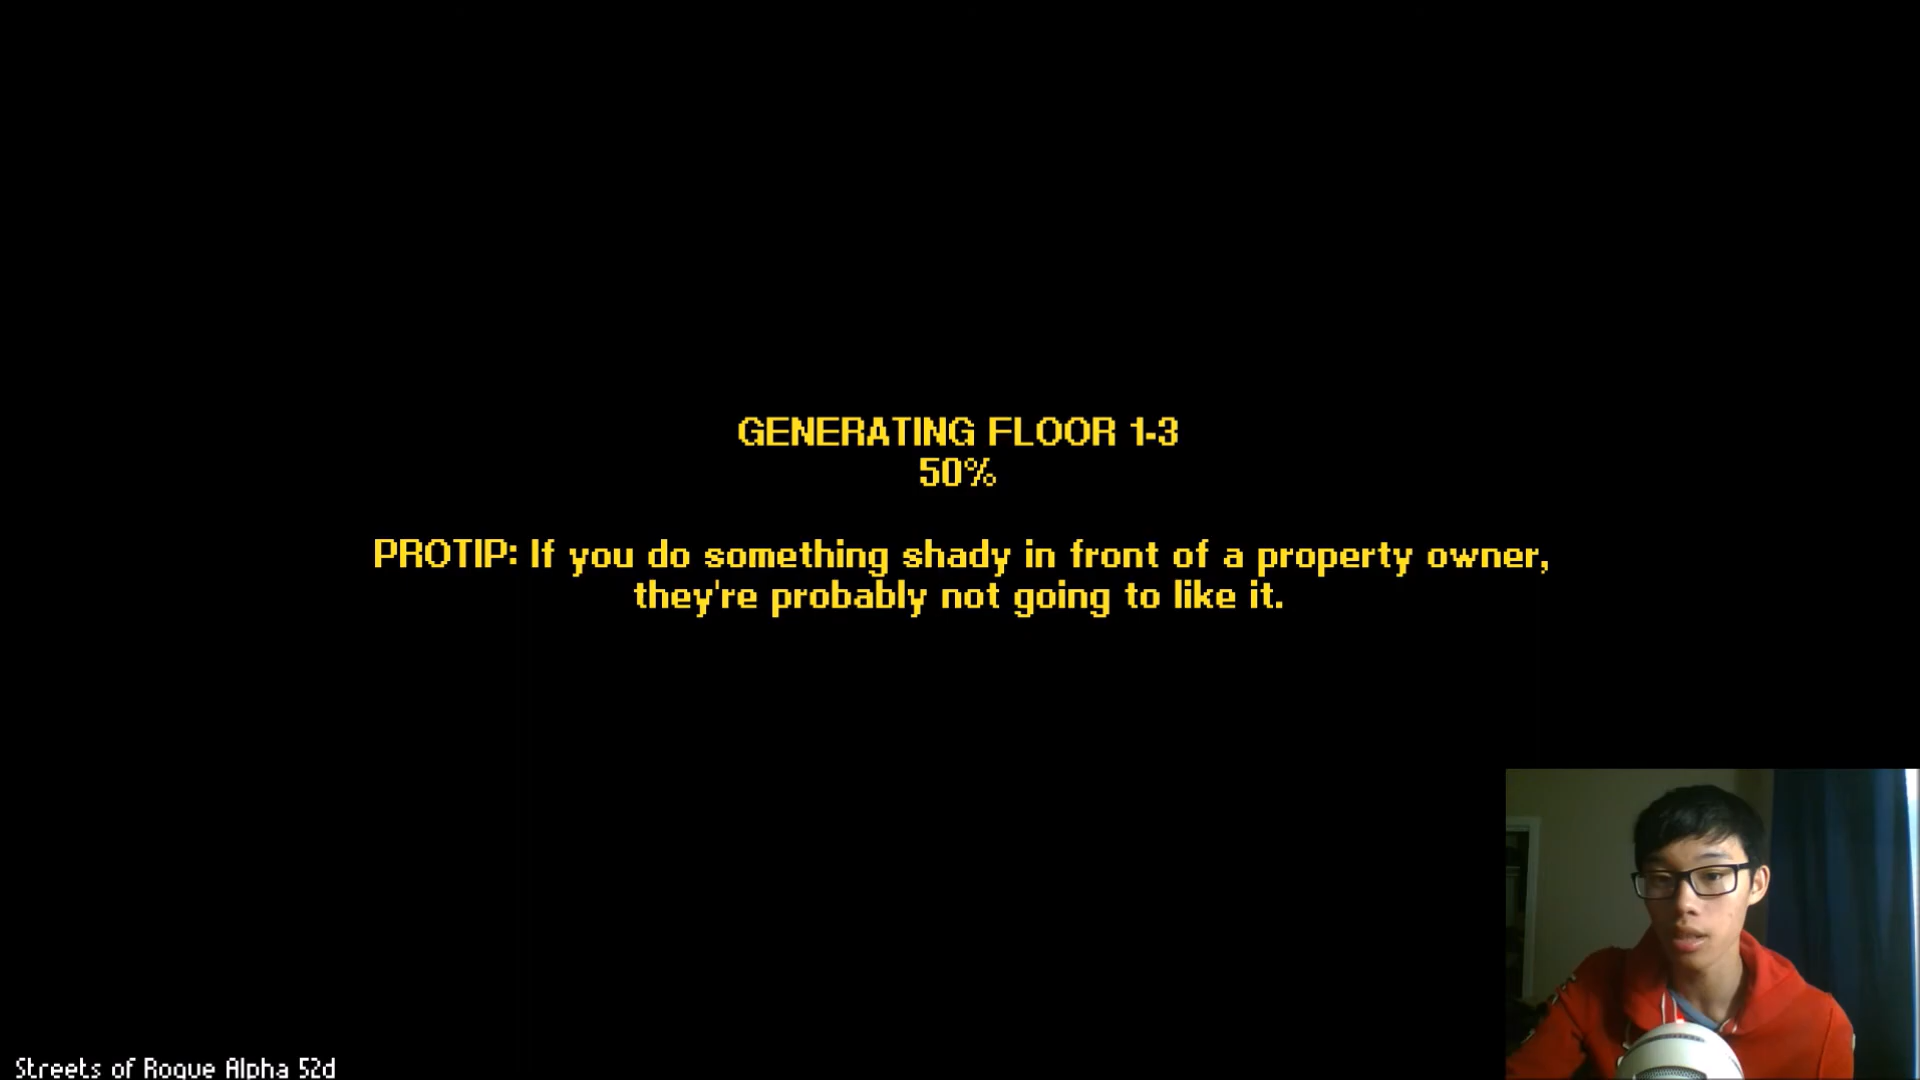 GENERATING FLOOR 1-3
50%
PROTIP: If you do something shady in front of a property owner,
they're probably not going to like it.
Streets of Rogue Alpha 52d